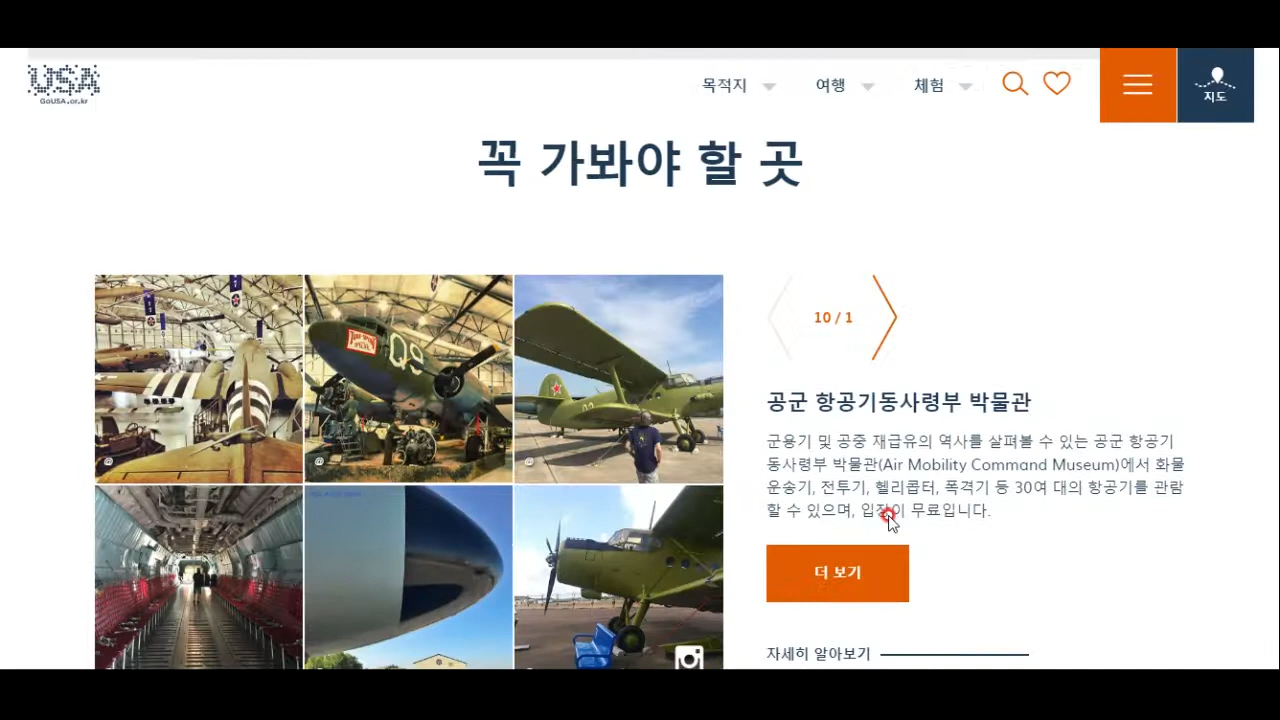 USA
GoUSA.or.kr
목적지
여행
체험
지도
꼭 가봐야 할 곳
10 / 1
공군 항공기동사령부 박물관
군용기 및 공중 재급유의 역사를 살펴볼 수 있는 공군 항공기
동사령부 박물관(Air Mobility Command Museum)에서 화물
운송기, 전투기, 헬리콥터, 폭격기 등 30여 대의 항공기를 관람
할 수 있으며, 입장이 무료입니다.
더 보기
자세히 알아보기
Q9
@
@
@